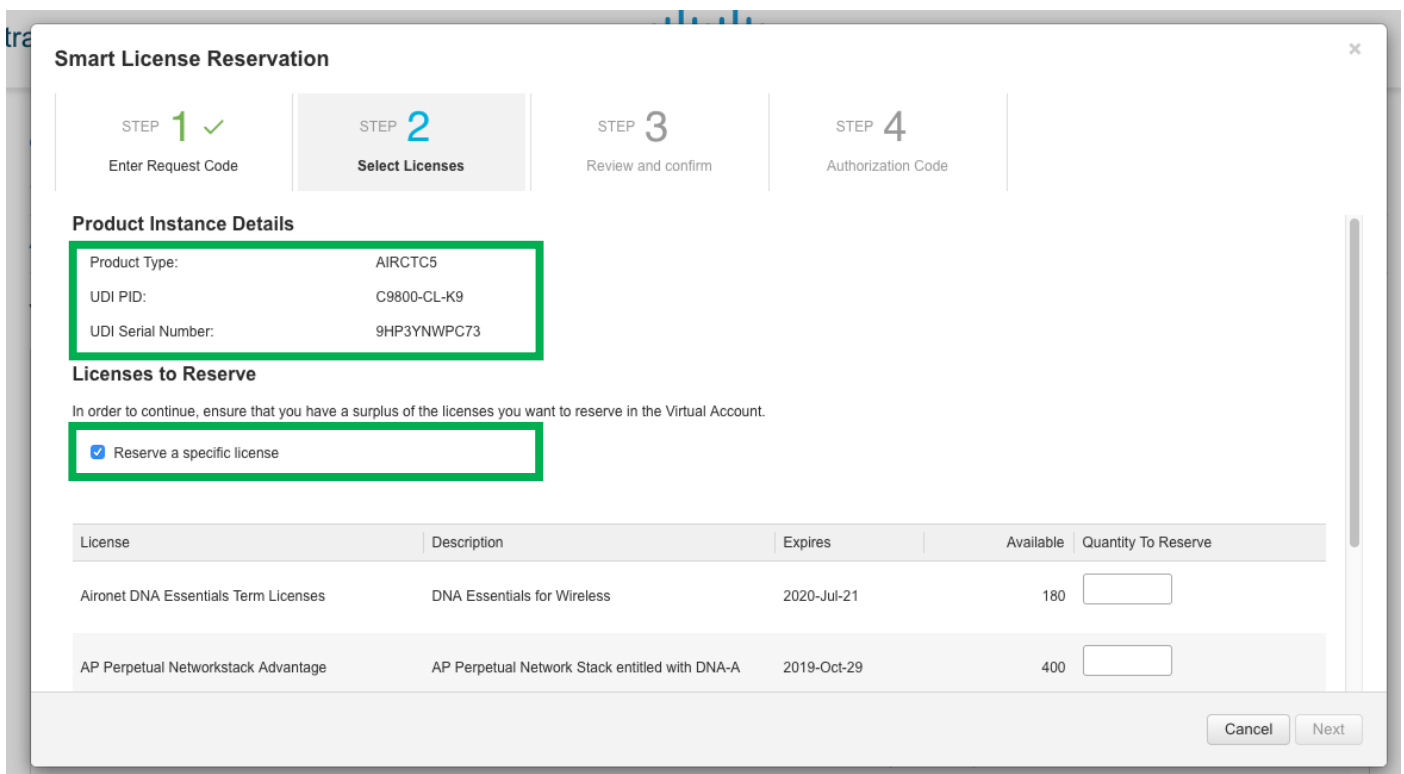 tra
Smart License Reservation
×
STEP 1 ✓
STEP 2
STEP 3
STEP 4
Enter Request Code
Select Licenses
Review and confirm
Authorization Code
Product Instance Details
Product Type: AIRCTC5
UDI PID: C9800-CL-K9
UDI Serial Number: 9HP3YNWPC73
Licenses to Reserve
In order to continue, ensure that you have a surplus of the licenses you want to reserve in the Virtual Account.
Reserve a specific license
License Description Expires Available Quantity To Reserve
Aironet DNA Essentials Term Licenses DNA Essentials for Wireless 2020-Jul-21 180
AP Perpetual Networkstack Advantage AP Perpetual Network Stack entitled with DNA-A 2019-Oct-29 400
Cancel Next